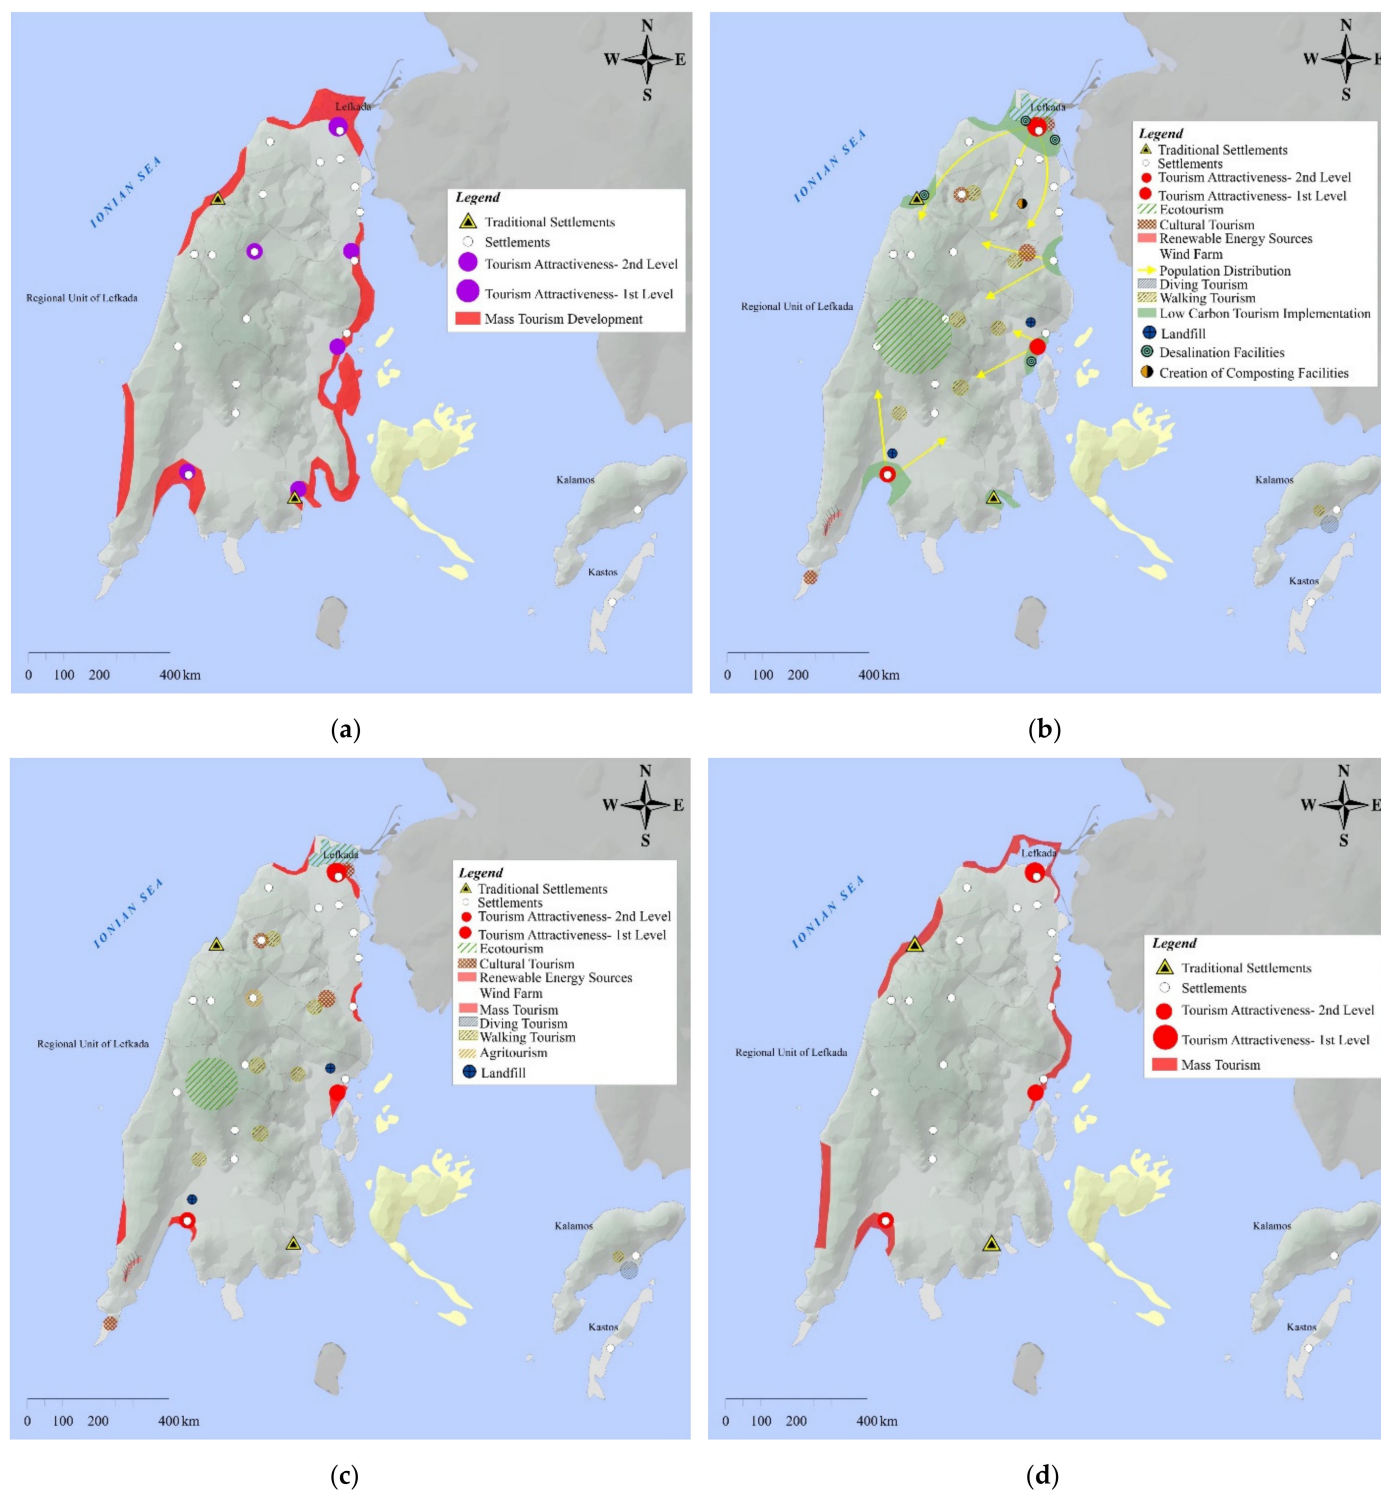 N
W E
S
Lefkada
IONIAN SEA
Regional Unit of Lefkada
Legend
Traditional Settlements
Settlements
Tourism Attractiveness- 2nd Level
Tourism Attractiveness- 1st Level
Mass Tourism Development
Kalamos
Kastos
0 100 200 400 km
(a)
N
W E
S
Lefkada
IONIAN SEA
Regional Unit of Lefkada
Legend
Traditional Settlements
Settlements
Tourism Attractiveness- 2nd Level
Tourism Attractiveness- 1st Level
Ecotourism
Cultural Tourism
Renewable Energy Sources
Wind Farm
Population Distribution
Diving Tourism
Walking Tourism
Low Carbon Tourism Implementation
Landfill
Desalination Facilities
Creation of Composting Facilities
Kalamos
Kastos
0 100 200 400 km
(b)
N
W E
S
Lefkada
IONIAN SEA
Regional Unit of Lefkada
Legend
Traditional Settlements
Settlements
Tourism Attractiveness- 2nd Level
Tourism Attractiveness- 1st Level
Ecotourism
Cultural Tourism
Renewable Energy Sources
Wind Farm
Mass Tourism
Diving Tourism
Walking Tourism
Agritourism
Landfill
Kalamos
Kastos
0 100 200 400 km
(c)
N
W E
S
Lefkada
IONIAN SEA
Regional Unit of Lefkada
Legend
Traditional Settlements
Settlements
Tourism Attractiveness- 2nd Level
Tourism Attractiveness- 1st Level
Mass Tourism
Kalamos
Kastos
0 100 200 400 km
(d)